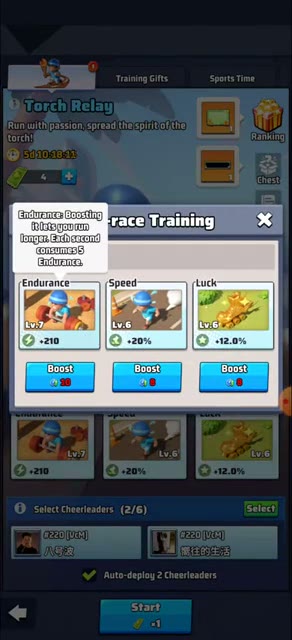 Training Gifts
Sports Time
Torch Relay
Run with passion, spread the spirit of the
torch!
5d 10:18:13
4
1
1
Ranking
Chest
Endurance: Boosting
it lets you run
longer. Each second
consumes 5
Endurance.
-race Training
Endurance
Speed
Luck
Lv.7
Lv.6
Lv.6
+210
+20%
+12.0%
Boost
Boost
Boost
Endurance
Speed
Luck
Lv.7
Lv.6
Lv.6
+210
+20%
+12.0%
Select Cheerleaders (2/6)
Select
#220 [VcM]
八号波
#220 [VcM]
的生活
Auto-deploy 2 Cheerleaders
Start
×1